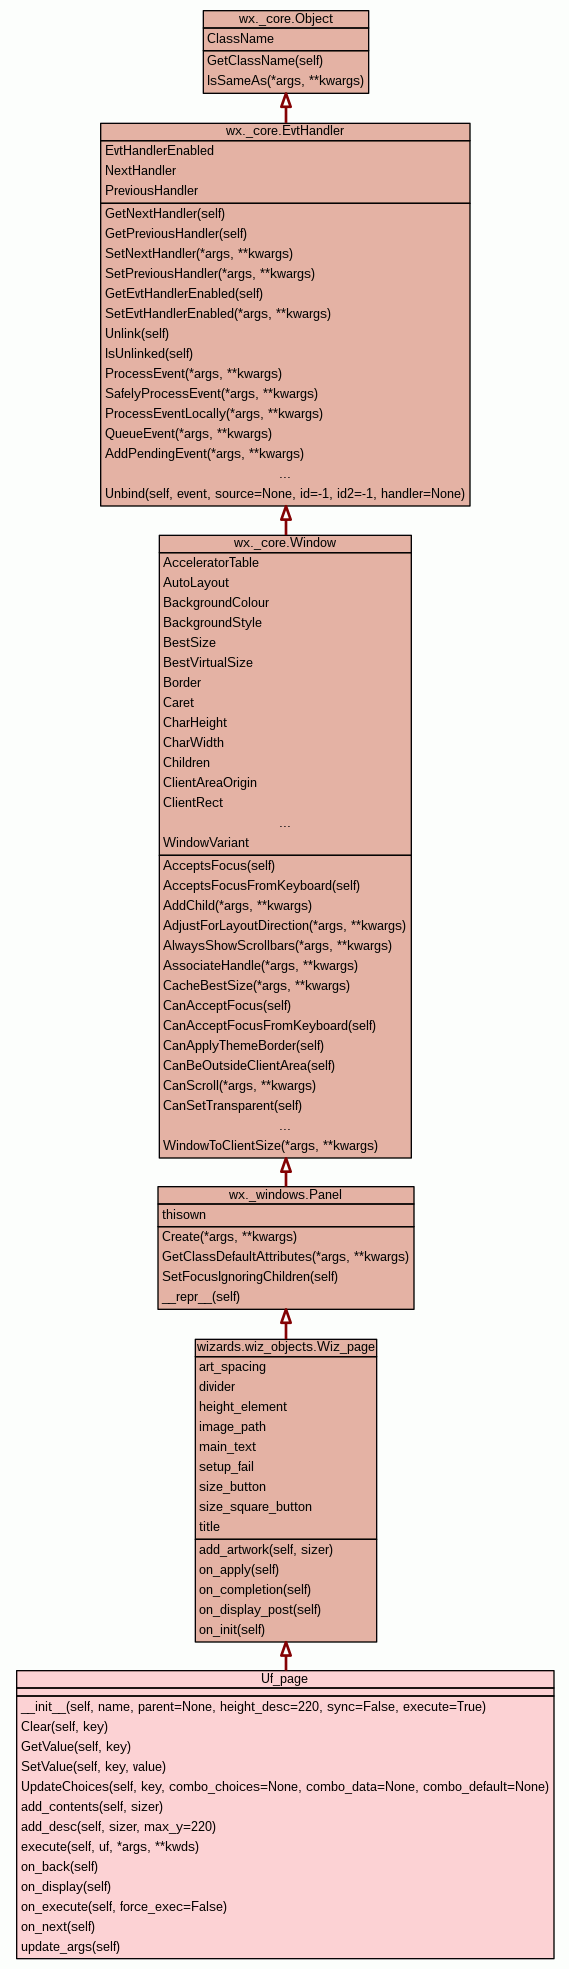 wx._core.Object
ClassName
GetClassName(self)
IsSameAs(*args, **kwargs)
wx._core.EvtHandler
EvtHandlerEnabled
NextHandler
PreviousHandler
GetNextHandler(self)
GetPreviousHandler(self)
SetNextHandler(*args, **kwargs)
SetPreviousHandler(*args, **kwargs)
GetEvtHandlerEnabled(self)
SetEvtHandlerEnabled(*args, **kwargs)
Unlink(self)
IsUnlinked(self)
ProcessEvent(*args, **kwargs)
SafelyProcessEvent(*args, **kwargs)
ProcessEventLocally(*args, **kwargs)
QueueEvent(*args, **kwargs)
AddPendingEvent(*args, **kwargs)
...
Unbind(self, event, source=None, id=-1, id2=-1, handler=None)
wx._core.Window
AcceleratorTable
AutoLayout
BackgroundColour
BackgroundStyle
BestSize
BestVirtualSize
Border
Caret
CharHeight
CharWidth
Children
ClientAreaOrigin
ClientRect
...
WindowVariant
AcceptsFocus(self)
AcceptsFocusFromKeyboard(self)
AddChild(*args, **kwargs)
AdjustForLayoutDirection(*args, **kwargs)
AlwaysShowScrollbars(*args, **kwargs)
AssociateHandle(*args, **kwargs)
CacheBestSize(*args, **kwargs)
CanAcceptFocus(self)
CanAcceptFocusFromKeyboard(self)
CanApplyThemeBorder(self)
CanBeOutsideClientArea(self)
CanScroll(*args, **kwargs)
CanSetTransparent(self)
...
WindowToClientSize(*args, **kwargs)
wx._windows.Panel
thisown
Create(*args, **kwargs)
GetClassDefaultAttributes(*args, **kwargs)
SetFocusIgnoringChildren(self)
__repr__(self)
wizards.wiz_objects.Wiz_page
art_spacing
divider
height_element
image_path
main_text
setup_fail
size_button
size_square_button
title
add_artwork(self, sizer)
on_apply(self)
on_completion(self)
on_display_post(self)
on_init(self)
Uf_page
__init__(self, name, parent=None, height_desc=220, sync=False, execute=True)
Clear(self, key)
GetValue(self, key)
SetValue(self, key, value)
UpdateChoices(self, key, combo_choices=None, combo_data=None, combo_default=None)
add_contents(self, sizer)
add_desc(self, sizer, max_y=220)
execute(self, uf, *args, **kwds)
on_back(self)
on_display(self)
on_execute(self, force_exec=False)
on_next(self)
update_args(self)